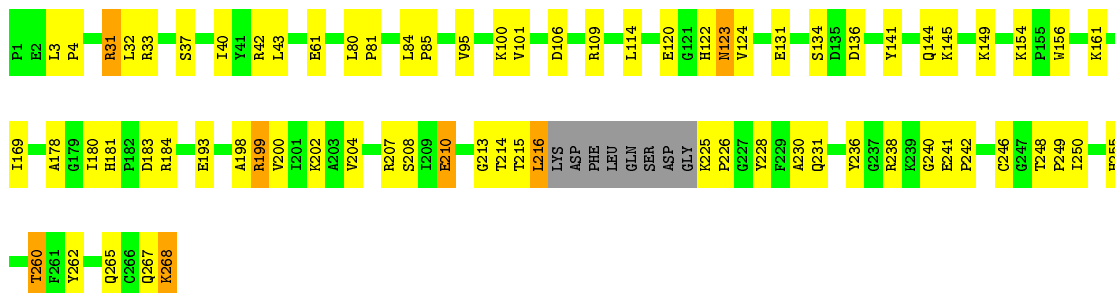 P1 E2 L3 P4 R31 L32 R33 S37 I40 Y41 R42 L43 E61 L80 P81 L84 P85 V95 K100 V101 D106 R109 L114 E120 G121 H122 N123 V124 E131 S134 D135 D136 Y141 Q144 K145 K149 K154 P155 W156 K161
I169 A178 G179 I180 H181 P182 D183 R184 E193 A198 R199 V200 I201 K202 A203 V204 R207 S208 I209 E210 G213 T214 T215 L216 LYS ASP PHE LEU GLN SER ASP GLY K225 P226 G227 Y228 F229 A230 Q231 Y236 G237 R238 K239 G240 E241 P242 C246 G247 T248 P249 I250
T260 F261 Y262 Q265 C266 Q267 K268